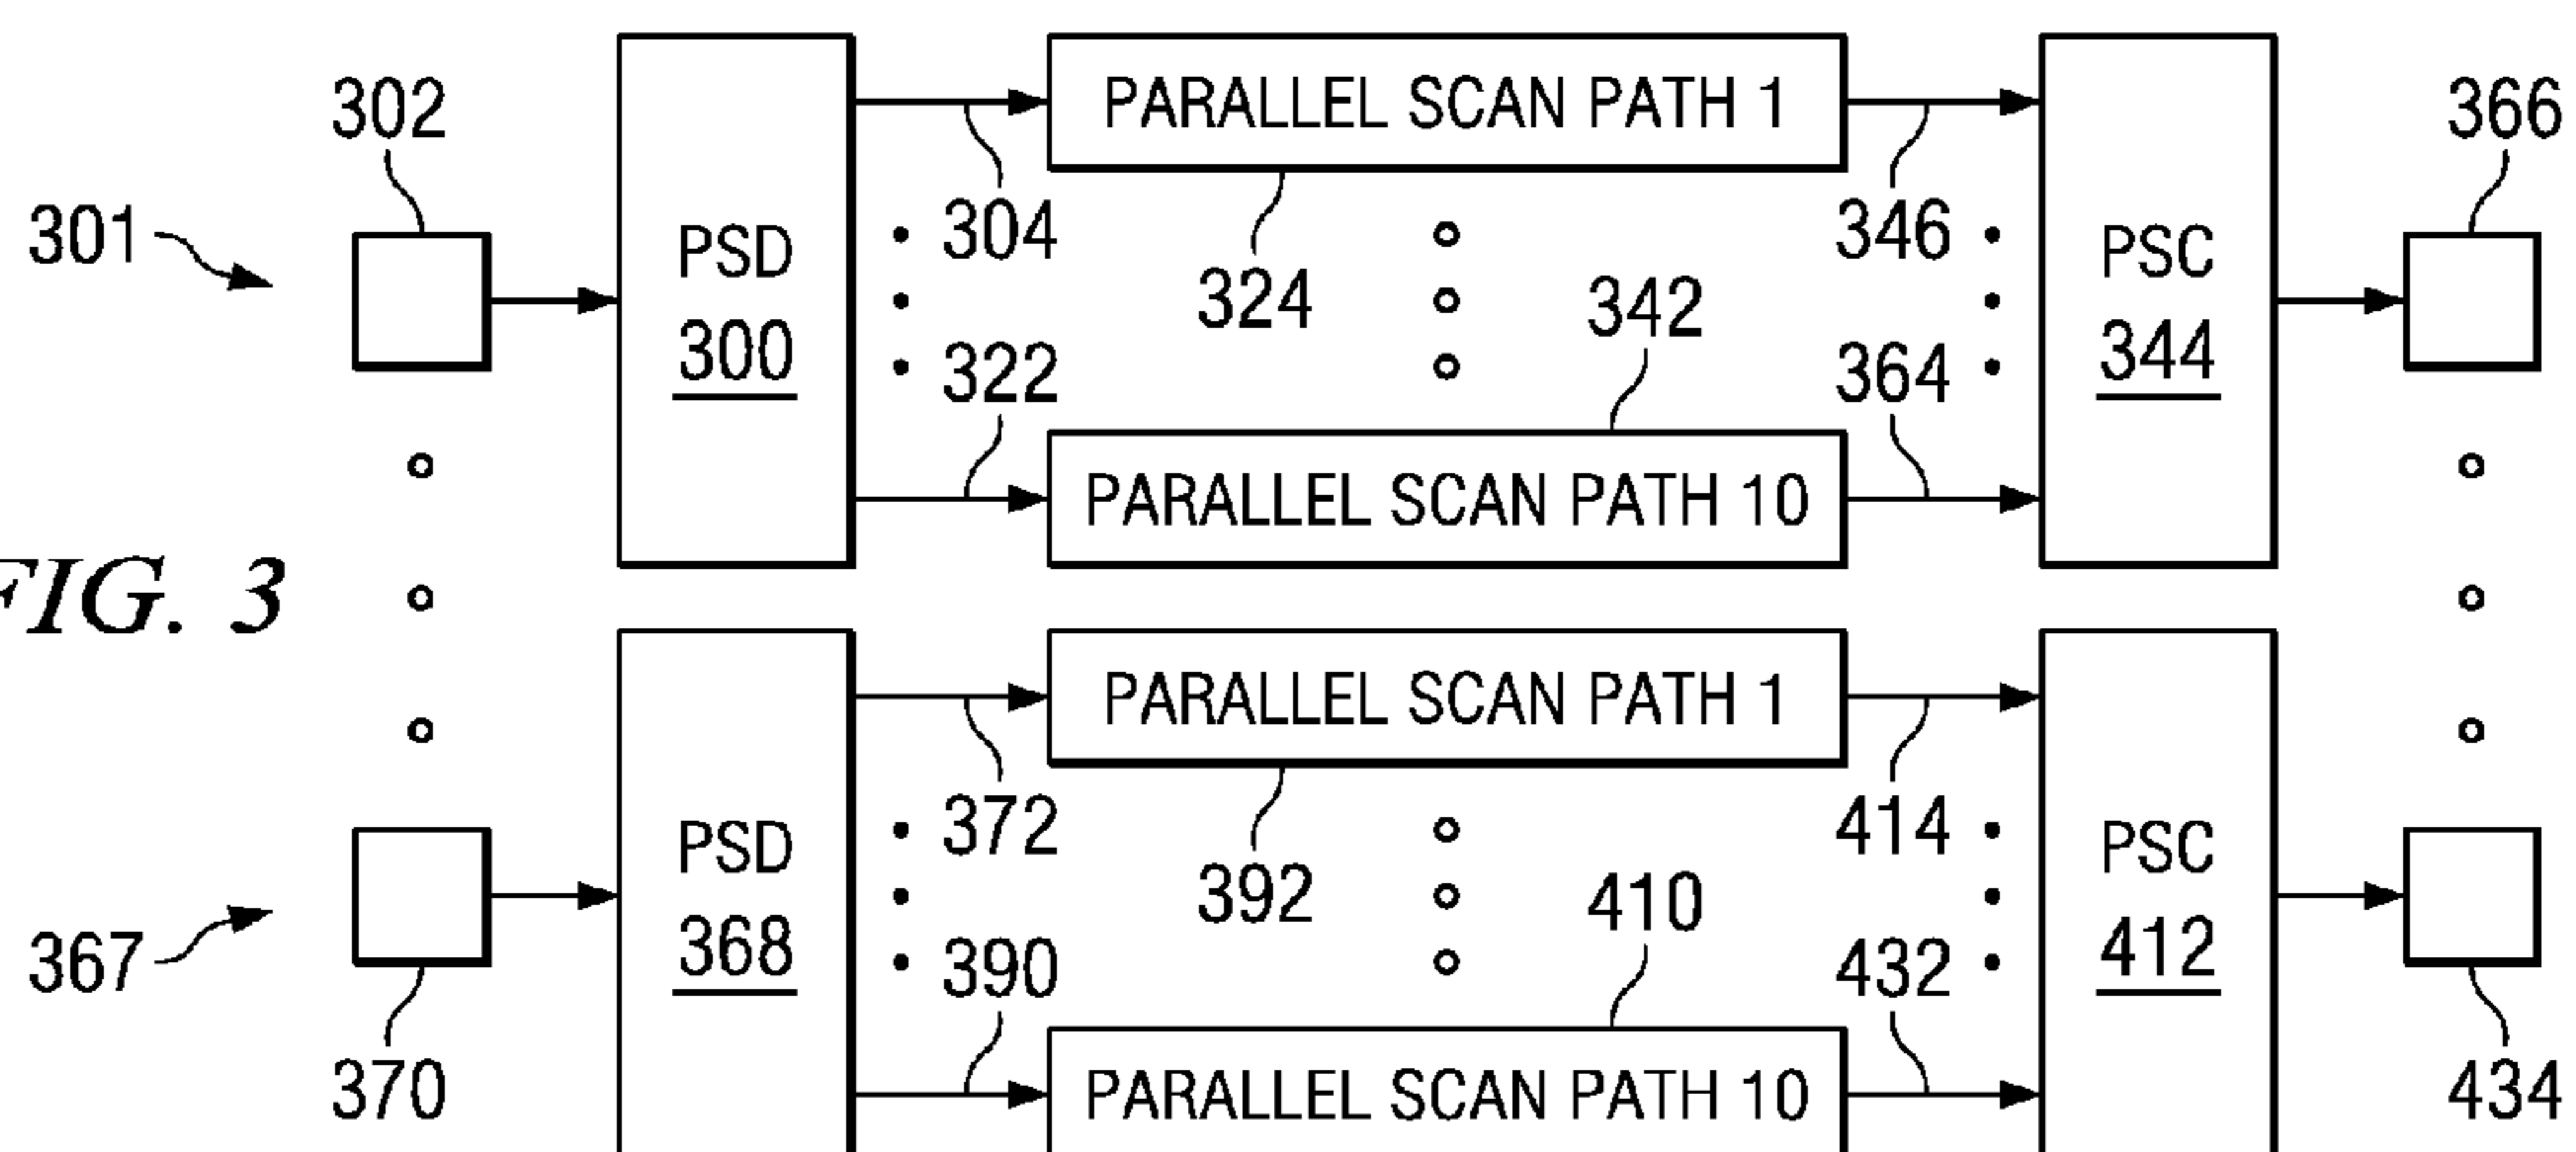 302
PARALLEL SCAN PATH 1
366
301
304
346
PSD
300
324
342
PSC
344
322
364
PARALLEL SCAN PATH 10
FIG. 3
PARALLEL SCAN PATH 1
372
414
PSD
368
392
410
PSC
412
367
390
432
370
PARALLEL SCAN PATH 10
434